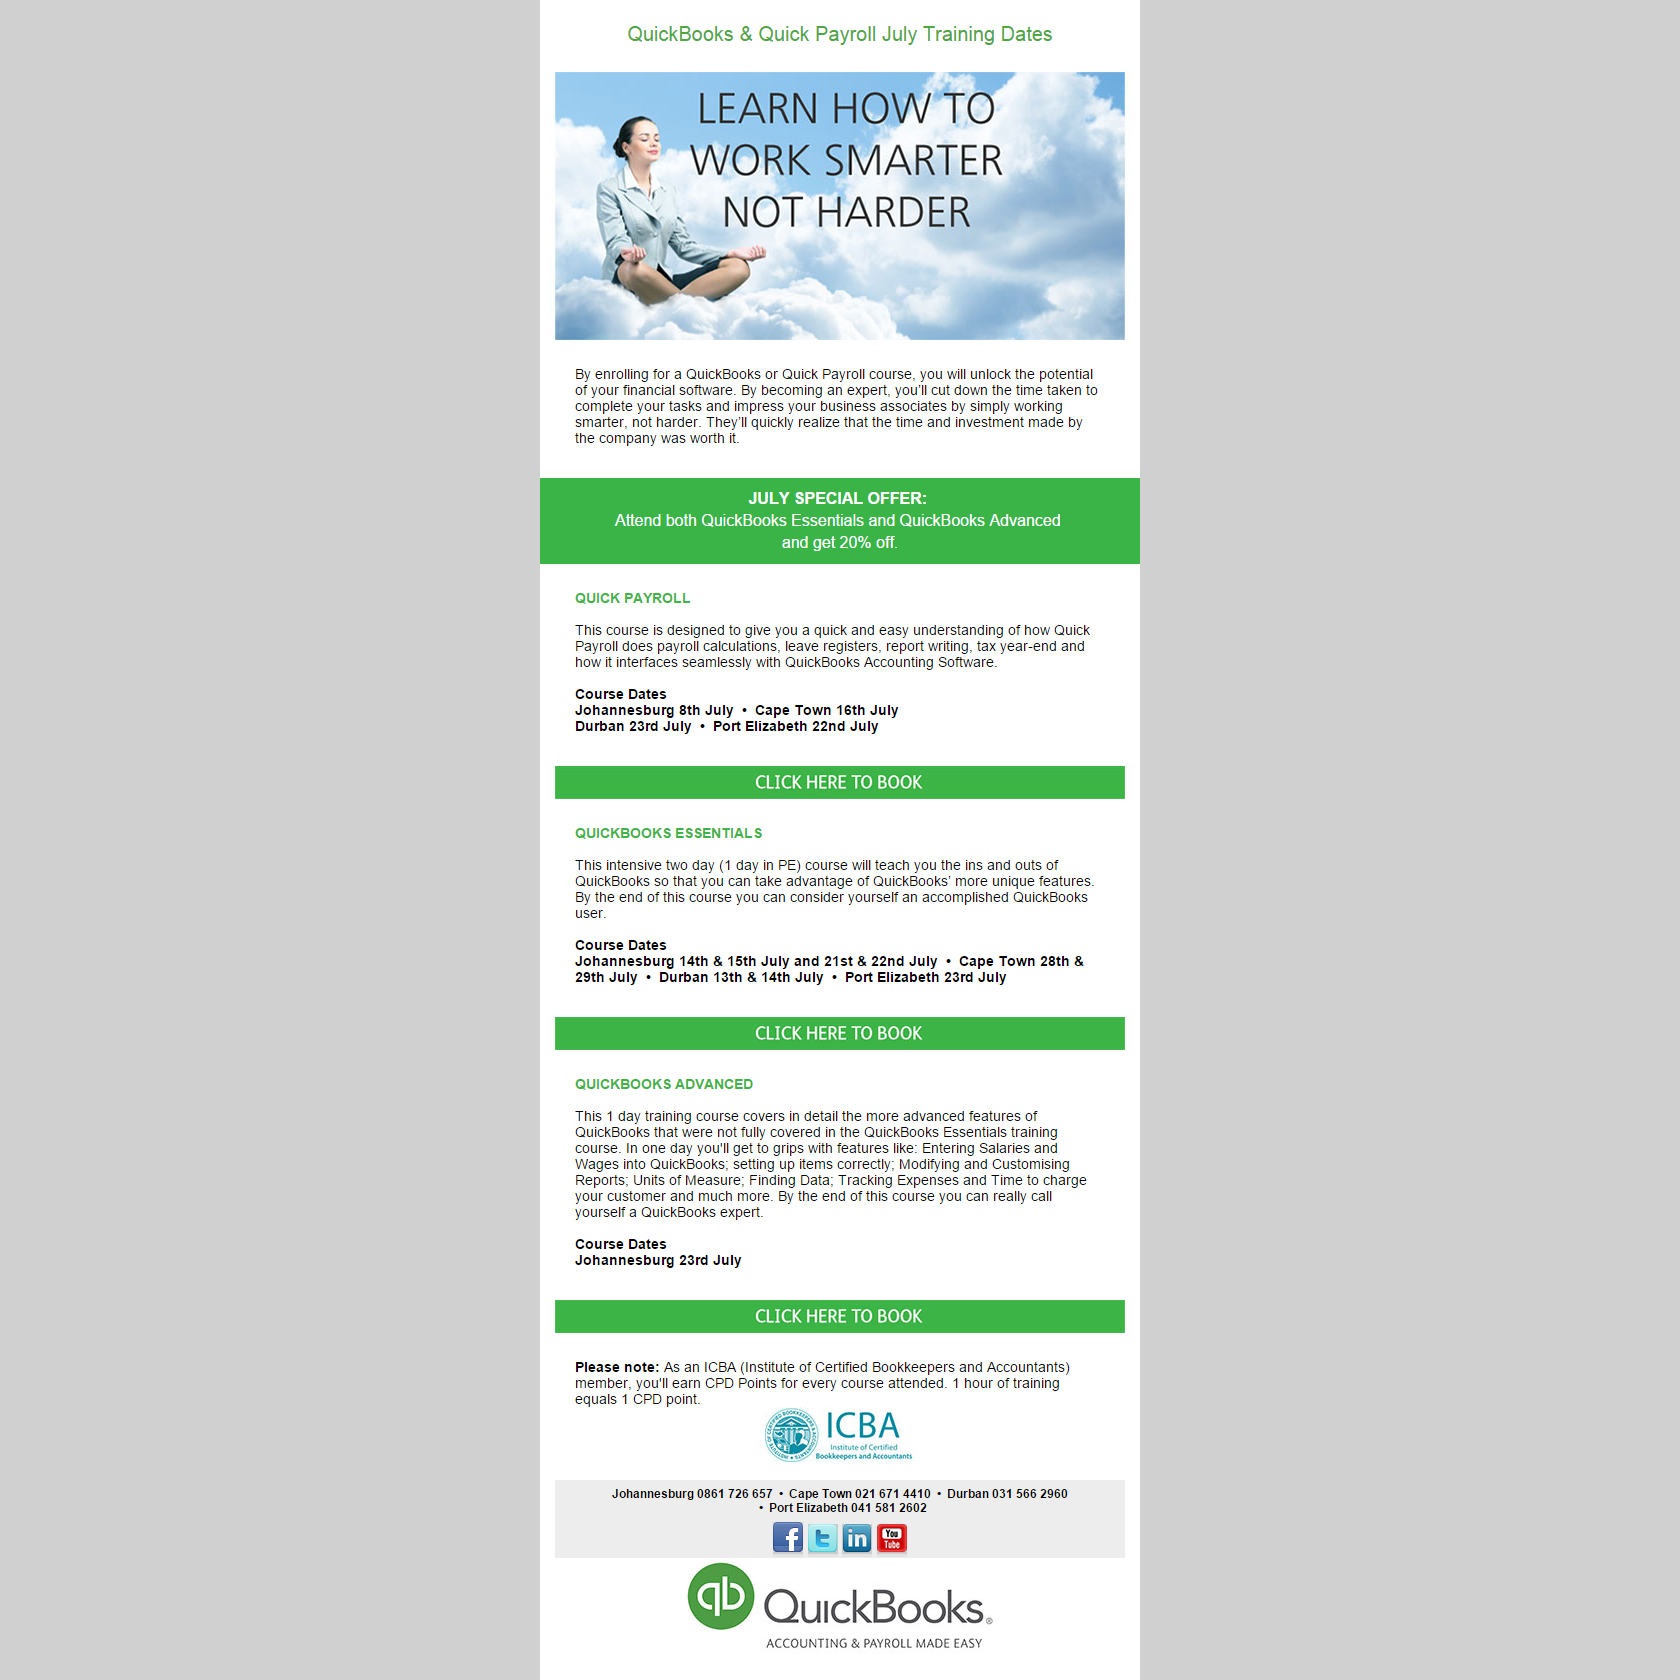 QuickBooks & Quick Payroll July Training Dates
LEARN HOW TO
WORK SMARTER
NOT HARDER
By enrolling for a QuickBooks or Quick Payroll course, you will unlock the potential
of your financial software. By becoming an expert, you’ll cut down the time taken to
complete your tasks and impress your business associates by simply working
smarter, not harder. They’ll quickly realize that the time and investment made by
the company was worth it.
JULY SPECIAL OFFER:
Attend both QuickBooks Essentials and QuickBooks Advanced
and get 20% off.
QUICK PAYROLL
This course is designed to give you a quick and easy understanding of how Quick
Payroll does payroll calculations, leave registers, report writing, tax year-end and
how it interfaces seamlessly with QuickBooks Accounting Software.
Course Dates
Johannesburg 8th July • Cape Town 16th July
Durban 23rd July • Port Elizabeth 22nd July
CLICK HERE TO BOOK
QUICKBOOKS ESSENTIALS
This intensive two day (1 day in PE) course will teach you the ins and outs of
QuickBooks so that you can take advantage of QuickBooks’ more unique features.
By the end of this course you can consider yourself an accomplished QuickBooks
user.
Course Dates
Johannesburg 14th & 15th July and 21st & 22nd July • Cape Town 28th &
29th July • Durban 13th & 14th July • Port Elizabeth 23rd July
CLICK HERE TO BOOK
QUICKBOOKS ADVANCED
This 1 day training course covers in detail the more advanced features of
QuickBooks that were not fully covered in the QuickBooks Essentials training
course. In one day you'll get to grips with features like: Entering Salaries and
Wages into QuickBooks; setting up items correctly; Modifying and Customising
Reports; Units of Measure; Finding Data; Tracking Expenses and Time to charge
your customer and much more. By the end of this course you can really call
yourself a QuickBooks expert.
Course Dates
Johannesburg 23rd July
CLICK HERE TO BOOK
Please note: As an ICBA (Institute of Certified Bookkeepers and Accountants)
member, you'll earn CPD Points for every course attended. 1 hour of training
equals 1 CPD point.
ICBA
Institute of Certified
Bookkeepers and Accountants
Johannesburg 0861 726 657 • Cape Town 021 671 4410 • Durban 031 566 2960
• Port Elizabeth 041 581 2602
f t in You Tube
qb QuickBooks®
ACCOUNTING & PAYROLL MADE EASY